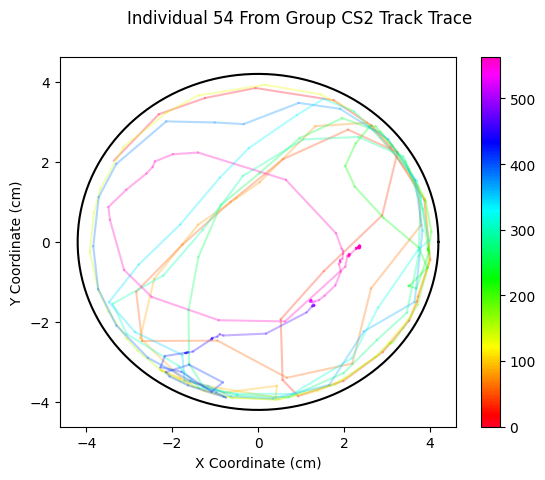 Individual 54 From Group CS2 Track Trace
4
2
0
−2
−4
Y Coordinate (cm)
−4 −2 0 2 4
X Coordinate (cm)
500
400
300
200
100
0